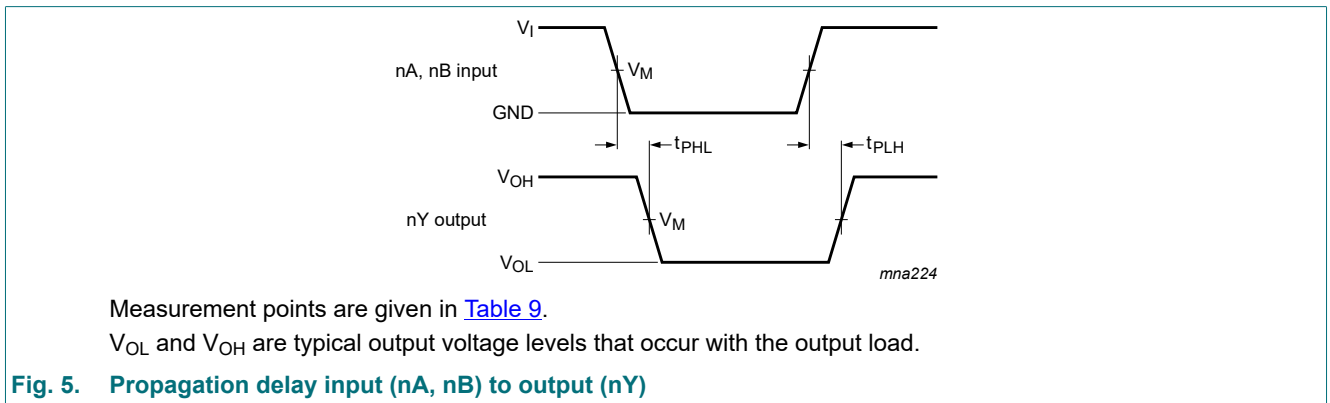 VI
nA, nB input
VM
GND
tPHL
tPLH
VOH
nY output
VM
VOL
mna224
Measurement points are given in Table 9.
VOL and VOH are typical output voltage levels that occur with the output load.
Fig. 5. Propagation delay input (nA, nB) to output (nY)